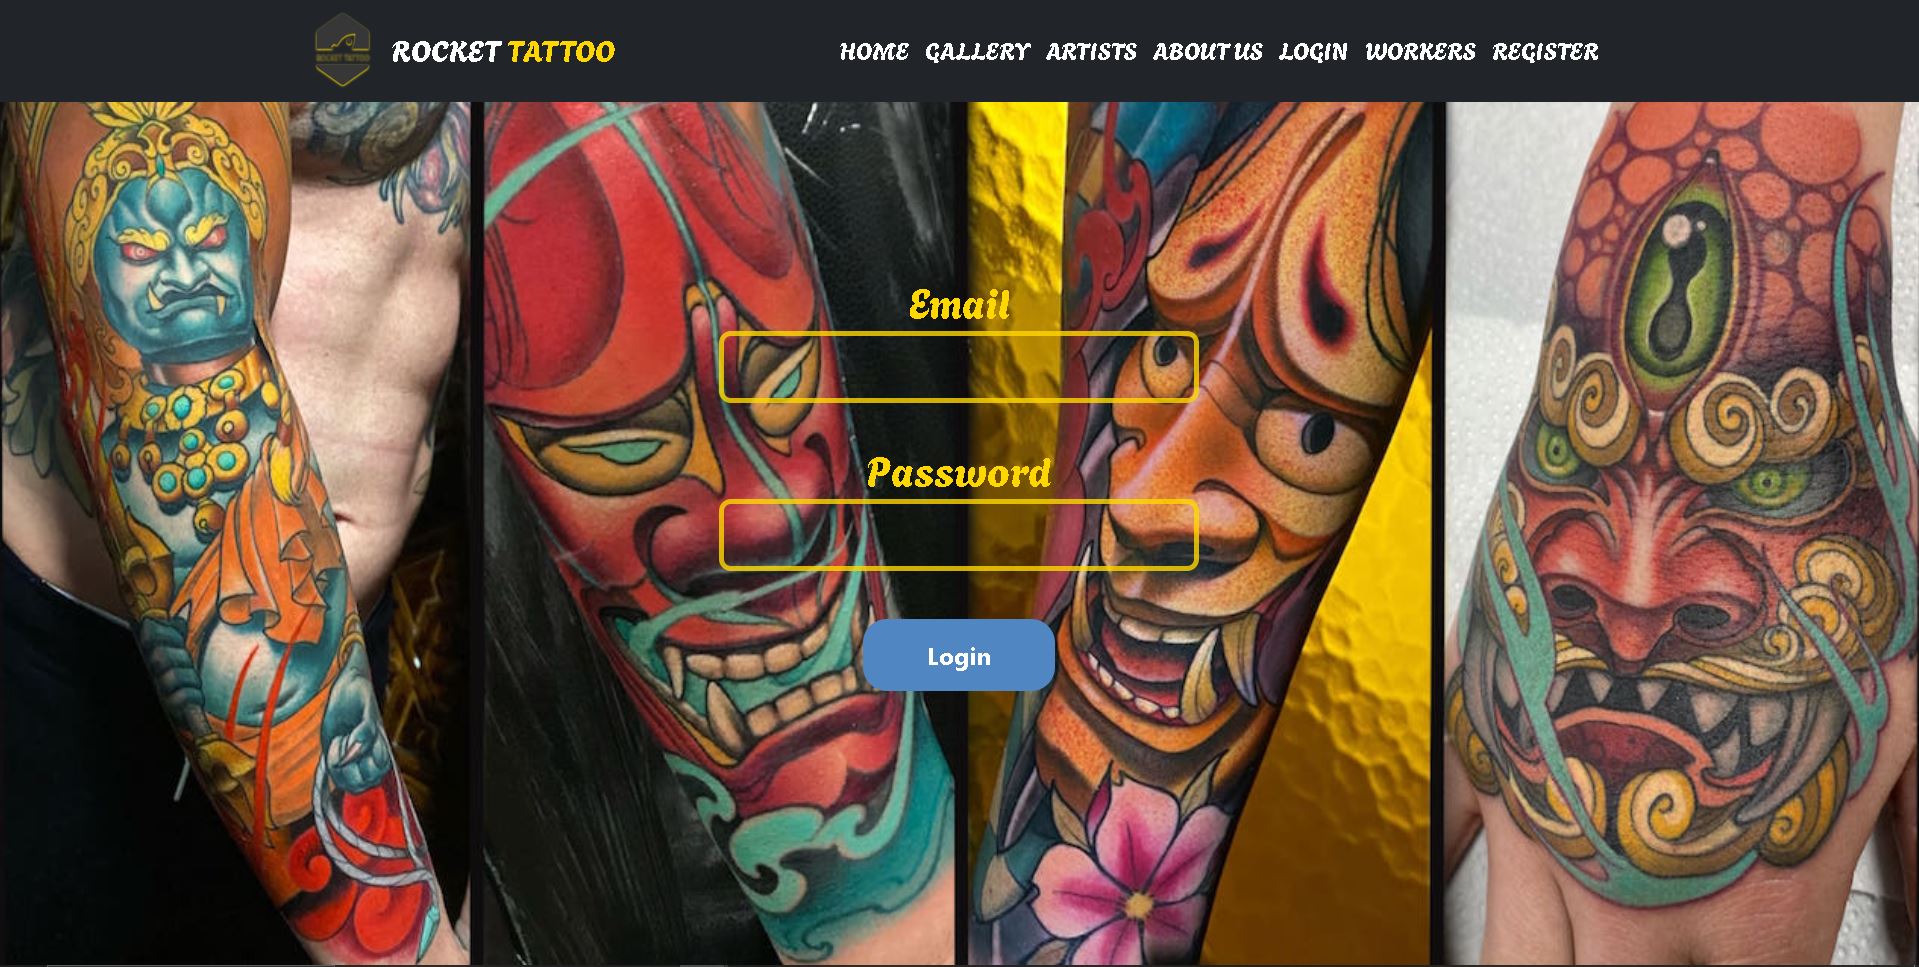 ROCKET TATTOO
ROCKET TATTOO
HOME GALLERY ARTISTS ABOUT US LOGIN WORKERS REGISTER
Email
Password
Login